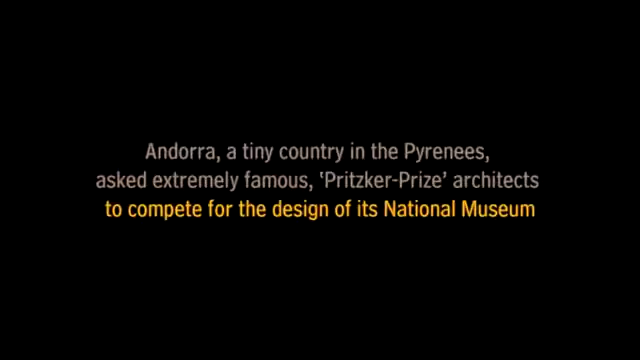 Andorra, a tiny country in the Pyrenees,
asked extremely famous, ‛Pritzker-Prize’ architects
to compete for the design of its National Museum